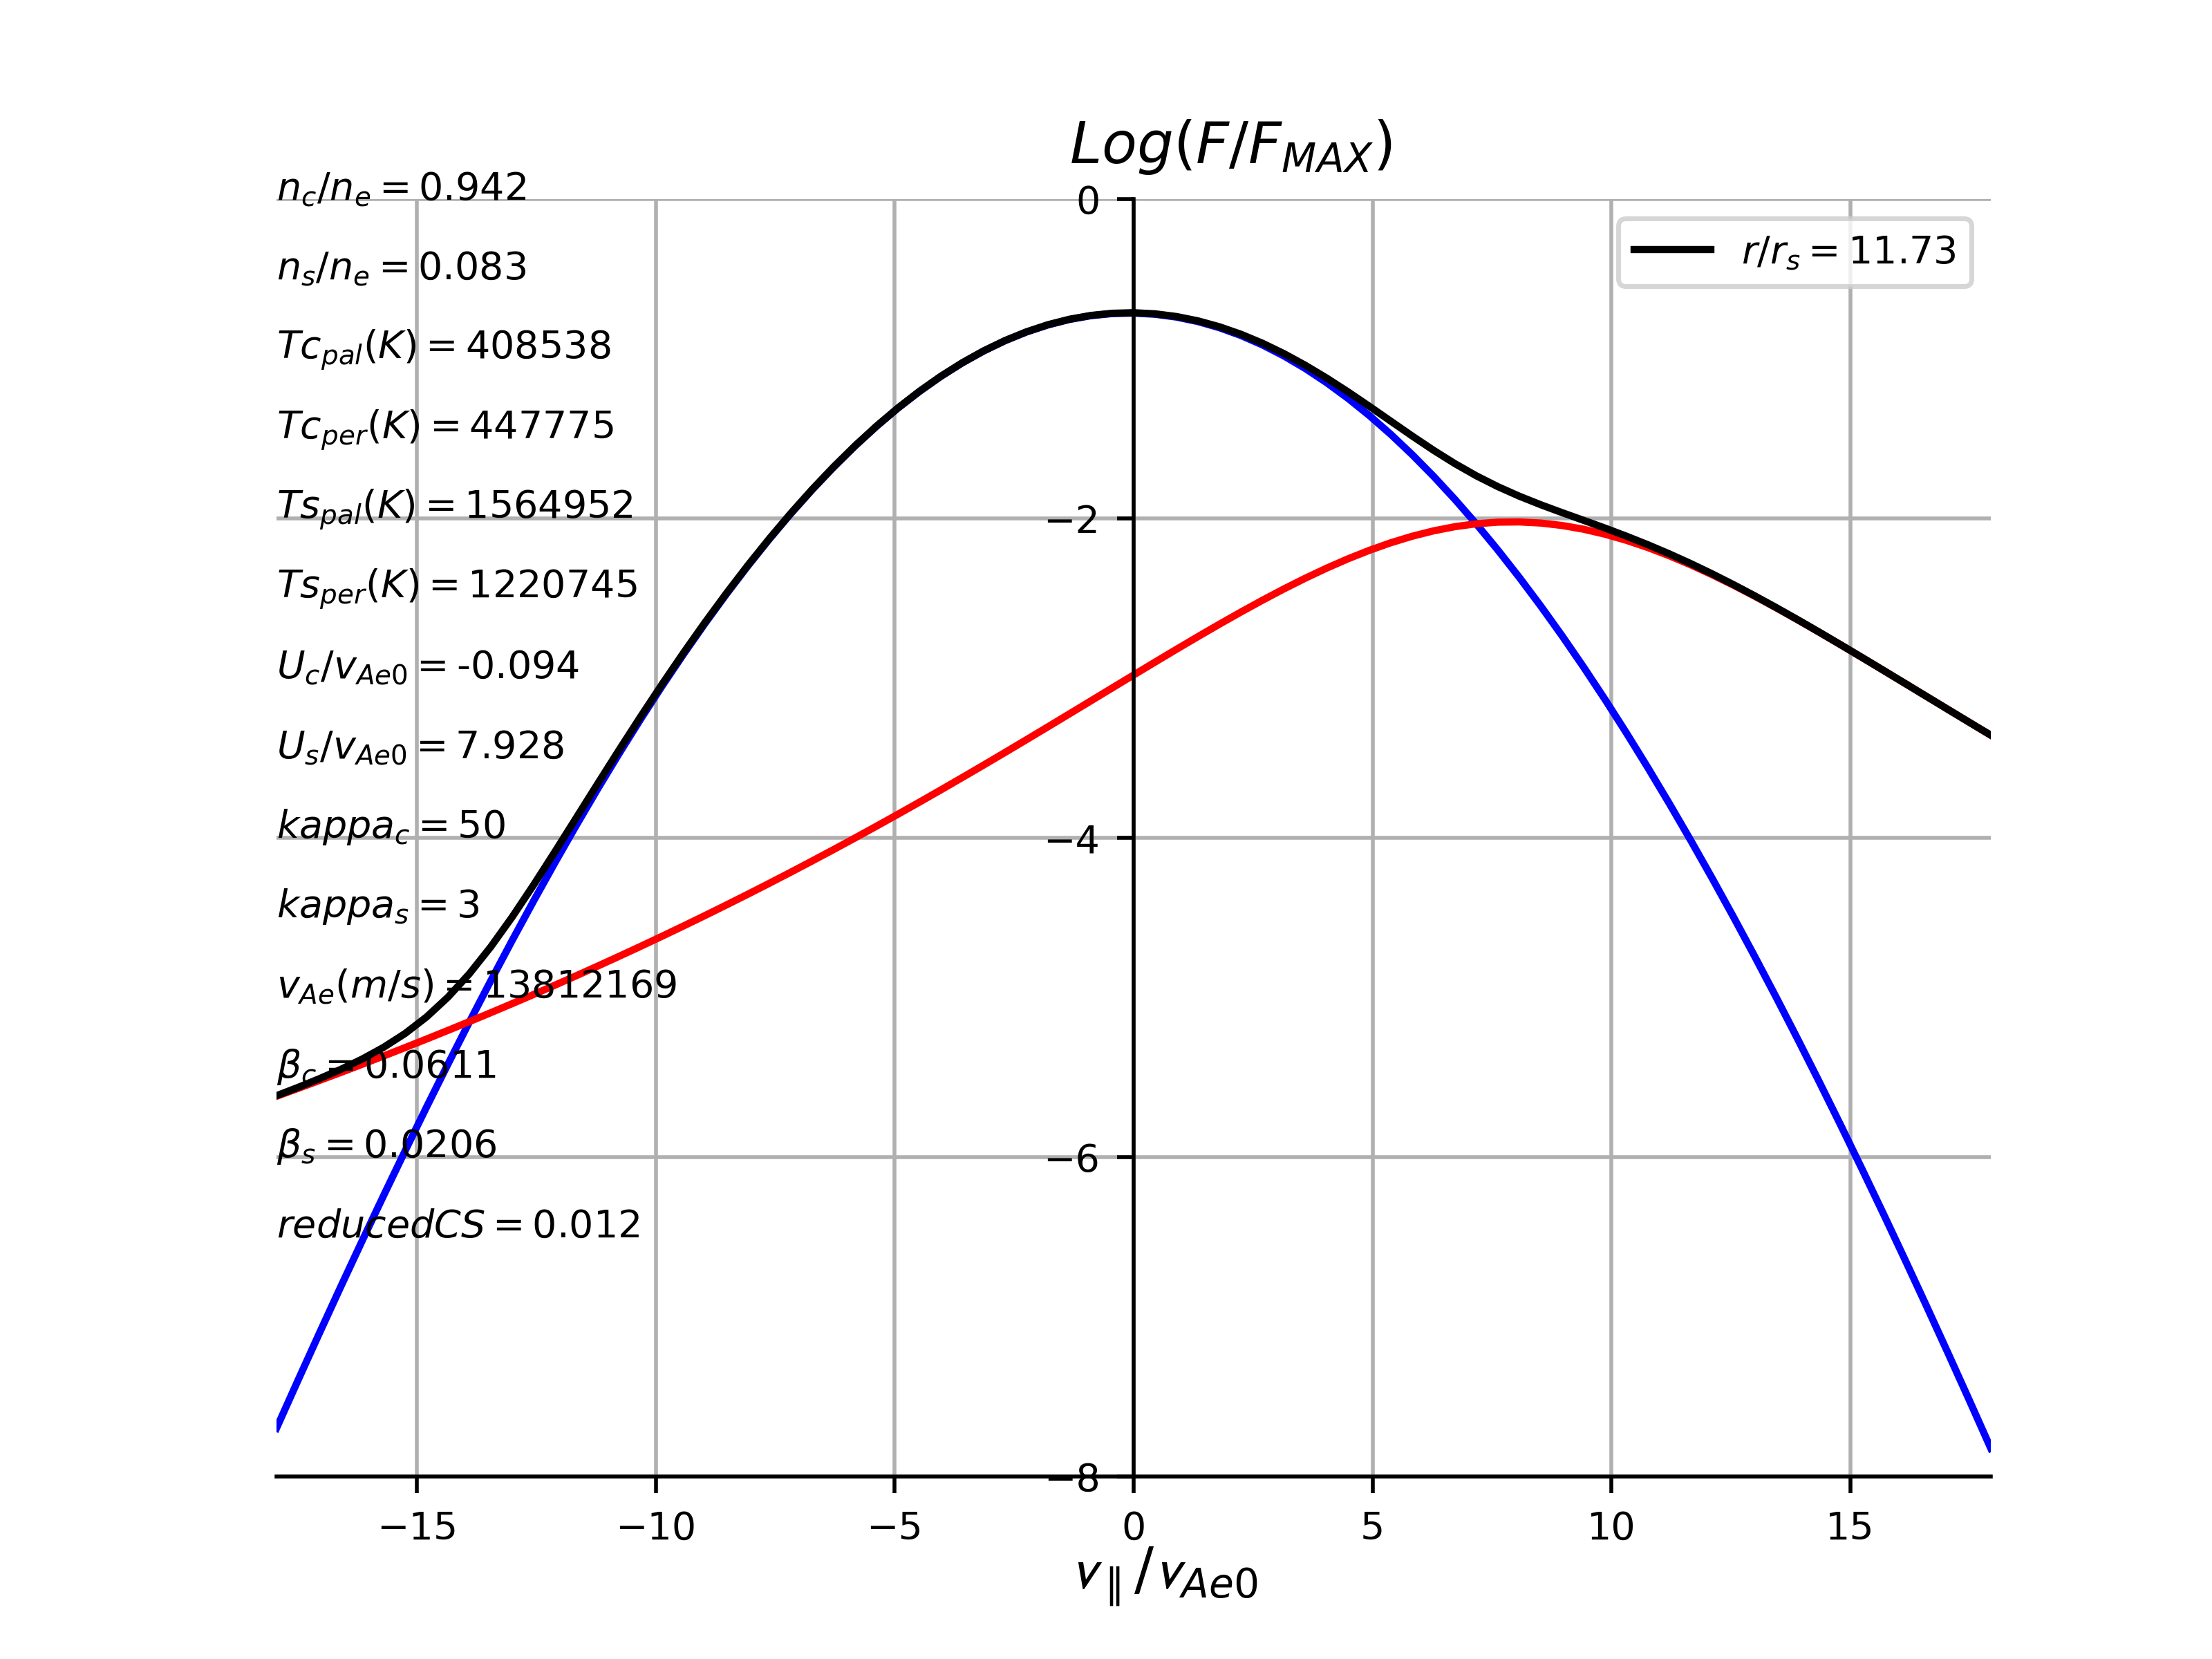 Log(F/F_MAX)
n_c/n_e = 0.942
n_s/n_e = 0.083
Tc_pal(K) = 408538
Tc_per(K) = 447775
Ts_pal(K) = 1564952
Ts_per(K) = 1220745
U_c/v_Ae0 = -0.094
U_s/v_Ae0 = 7.928
kappa_c = 50
kappa_s = 3
v_Ae(m/s) = 13812169
β_c = 0.0611
β_s = 0.0206
reducedCS = 0.012
r/r_s = 11.73
0
−2
−4
−6
−8
−15 −10 −5 0 5 10 15
v_∥/v_Ae0